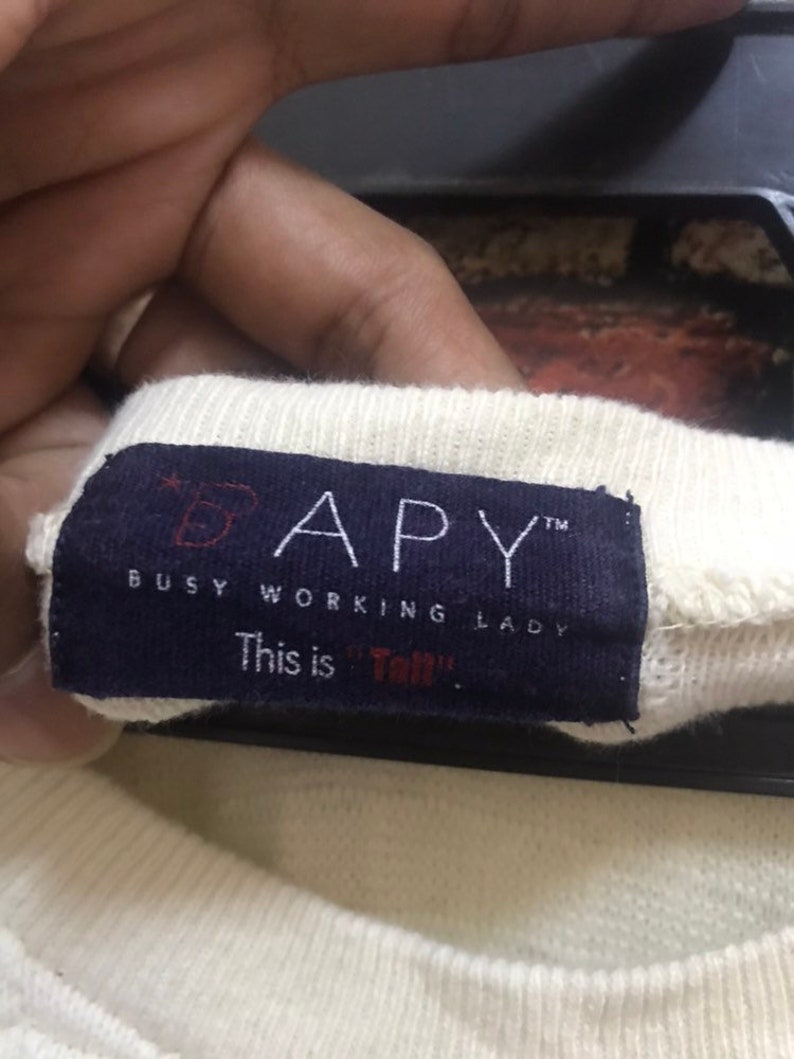 *BAPY™
BUSY WORKING LADY
This is "Tall"